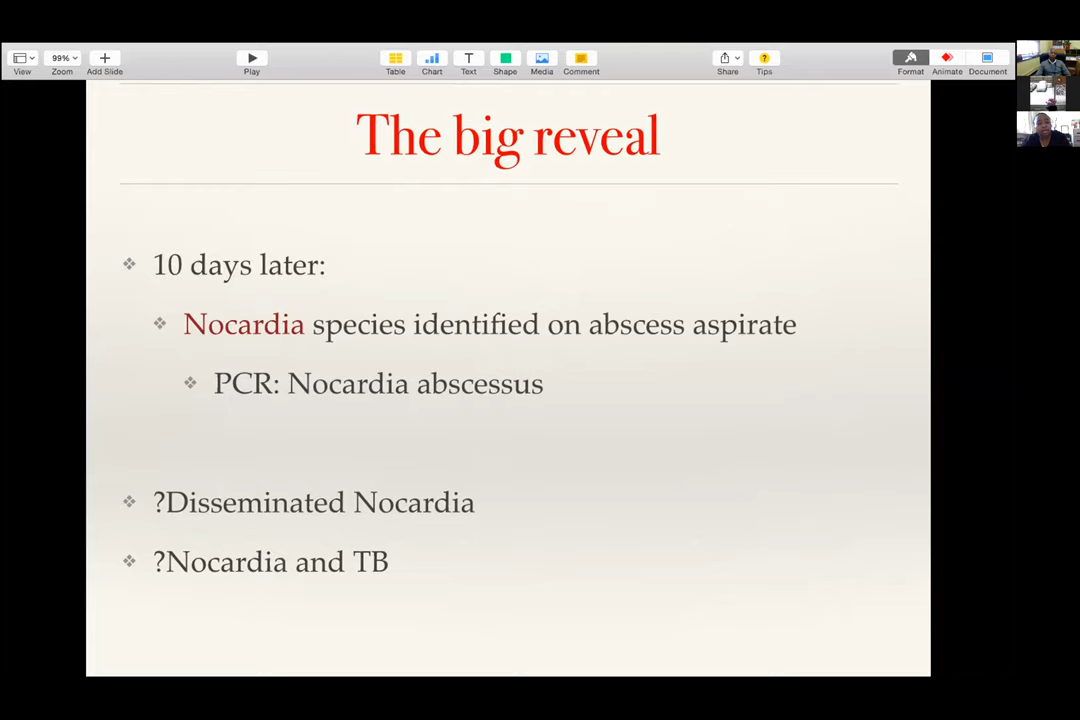 View
99%
Zoom
Add Slide
Play
Table
Chart
T
Text
Shape
Media
Comment
Share
?
Tips
Format
Animate
Document
The big reveal
10 days later:
Nocardia species identified on abscess aspirate
PCR: Nocardia abscessus
?Disseminated Nocardia
?Nocardia and TB